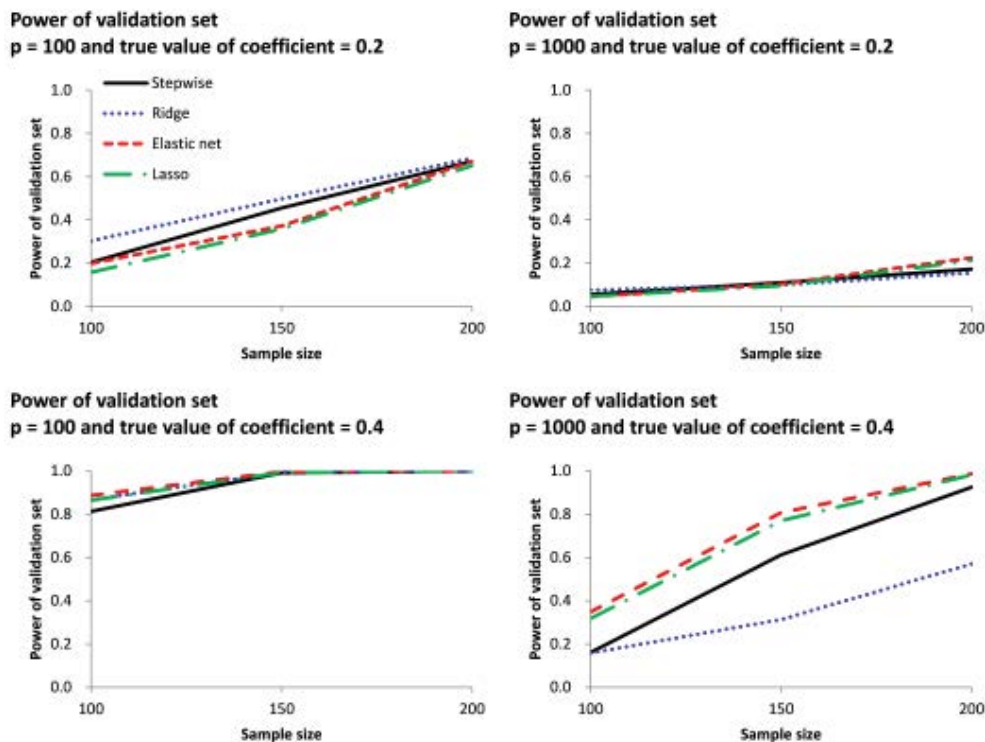 Power of validation set
p = 100 and true value of coefficient = 0.2
Power of validation set
1.0
0.8
0.6
0.4
0.2
0.0
Stepwise
Ridge
Elastic net
Lasso
100
150
200
Sample size
Power of validation set
p = 1000 and true value of coefficient = 0.2
Power of validation set
1.0
0.8
0.6
0.4
0.2
0.0
100
150
200
Sample size
Power of validation set
p = 100 and true value of coefficient = 0.4
Power of validation set
1.0
0.8
0.6
0.4
0.2
0.0
100
150
200
Sample size
Power of validation set
p = 1000 and true value of coefficient = 0.4
Power of validation set
1.0
0.8
0.6
0.4
0.2
0.0
100
150
200
Sample size